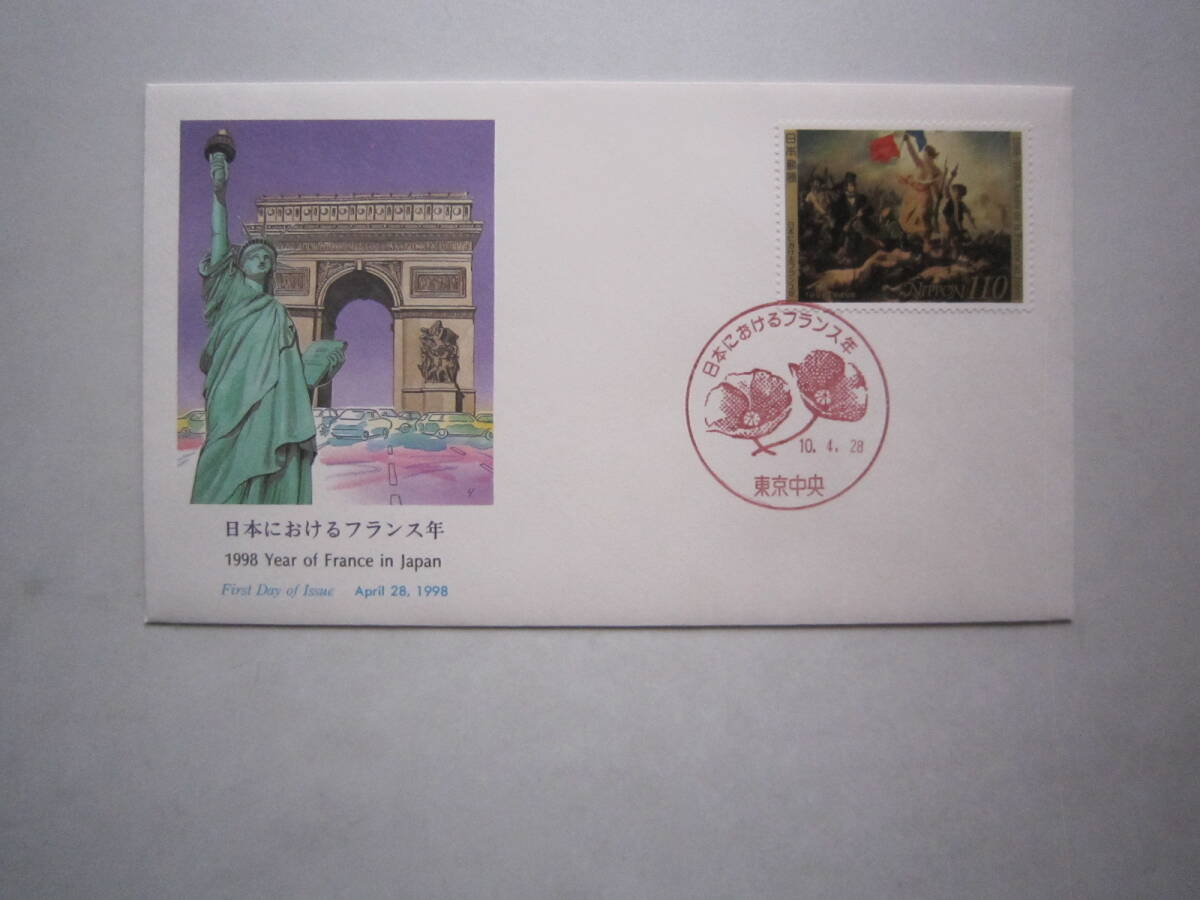 日本におけるフランス年
1998 Year of France in Japan
First Day of Issue April 28, 1998
日本郵便
NIPPON 110
日本におけるフランス年
10. 4. 28
東京中央